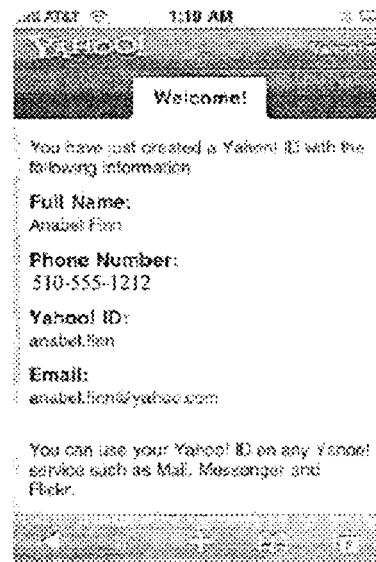 AT&T 1:19 AM
YAHOO!
Welcome!
You have just created a Yahoo! ID with the
following information
Full Name:
Anabel Finn
Phone Number:
510-555-1212
Yahoo! ID:
anabel.finn
Email:
anabel.finn@yahoo.com
You can use your Yahoo! ID on any Yahoo!
service such as Mail, Messenger and
Flickr.